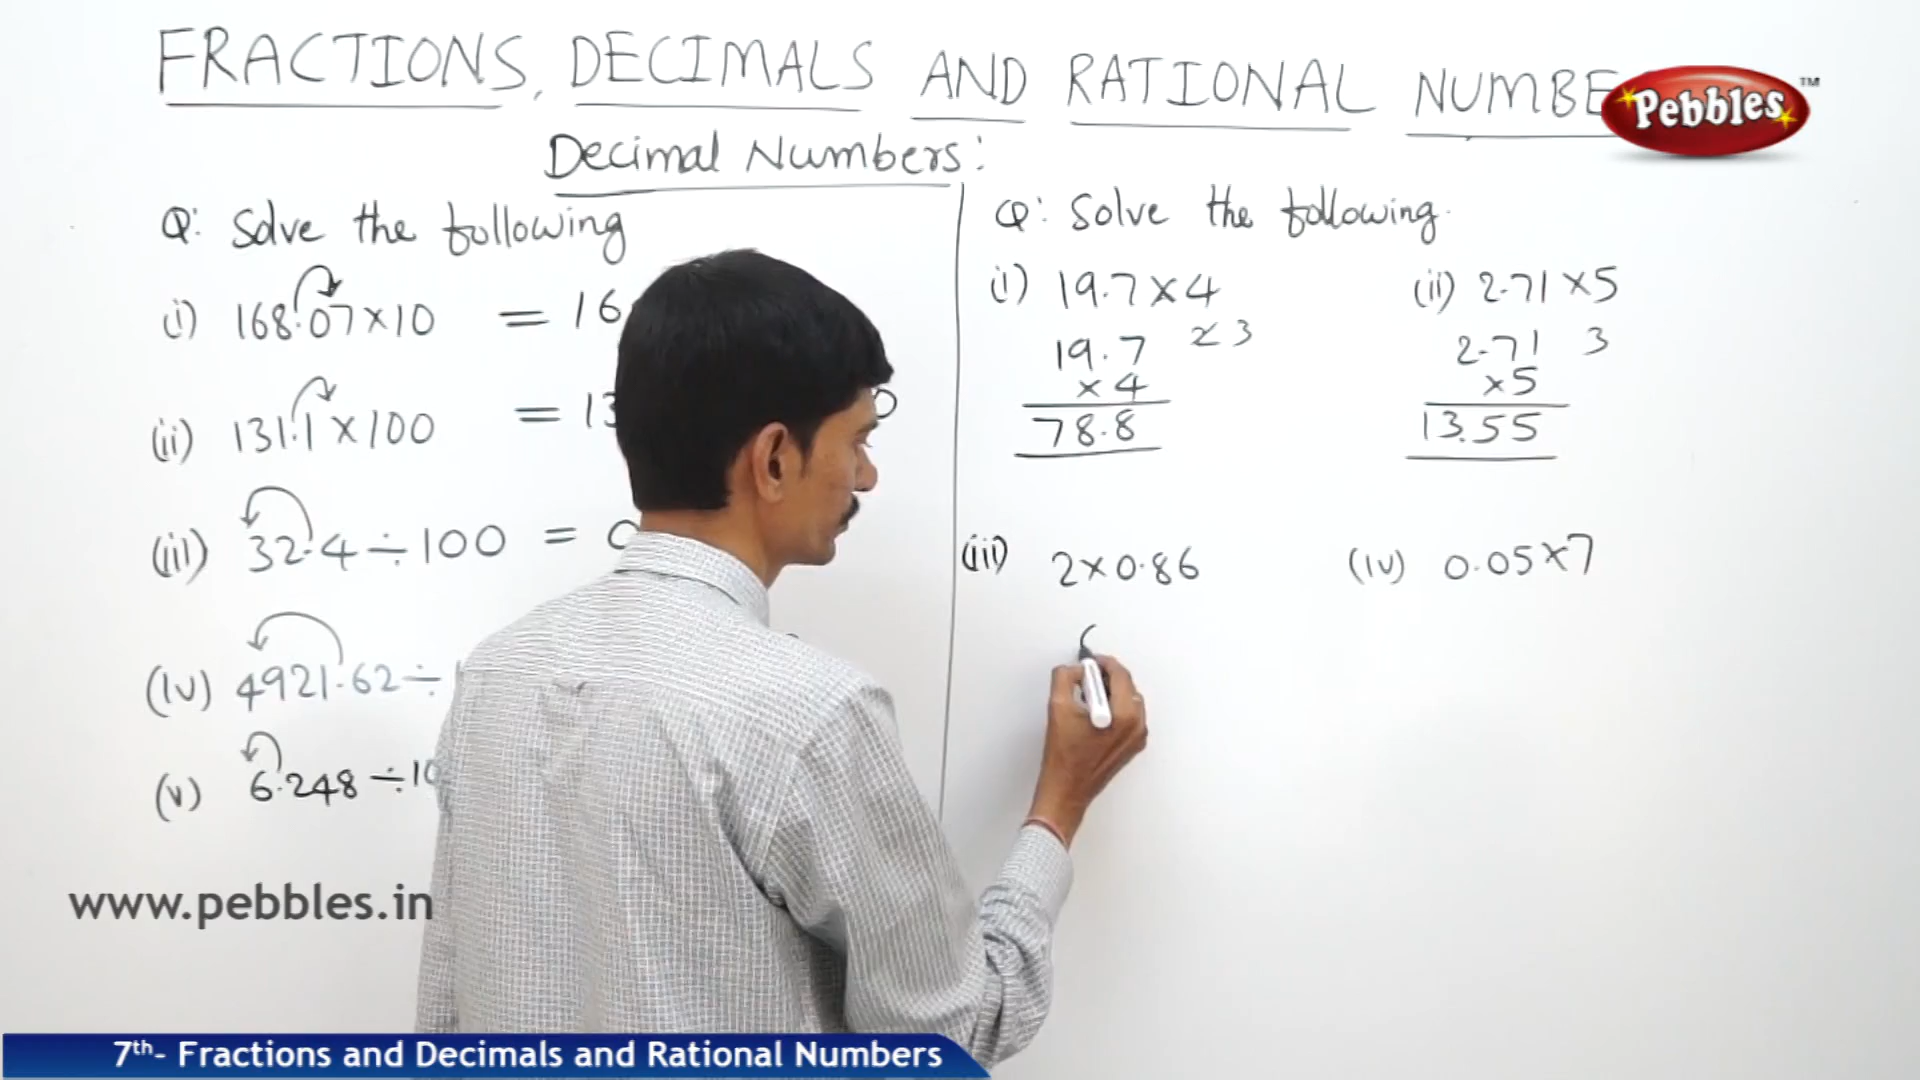 FRACTIONS, DECIMALS AND RATIONAL NUMBE
Pebbles™
Decimal Numbers:
Q: Solve the following
(i) 168.07×10 = 16
(ii) 131.1×100 = 13
(iii) 32.4÷100 = 0
(iv) 4921.62÷
(v) 6.248÷10
Q: Solve the following.
(i) 19.7×4
19.7
×4
78.8
(ii) 2.71×5
2.71 3
×5
13.55
(iii) 2×0.86
(iv) 0.05×7
www.pebbles.in
7th- Fractions and Decimals and Rational Numbers